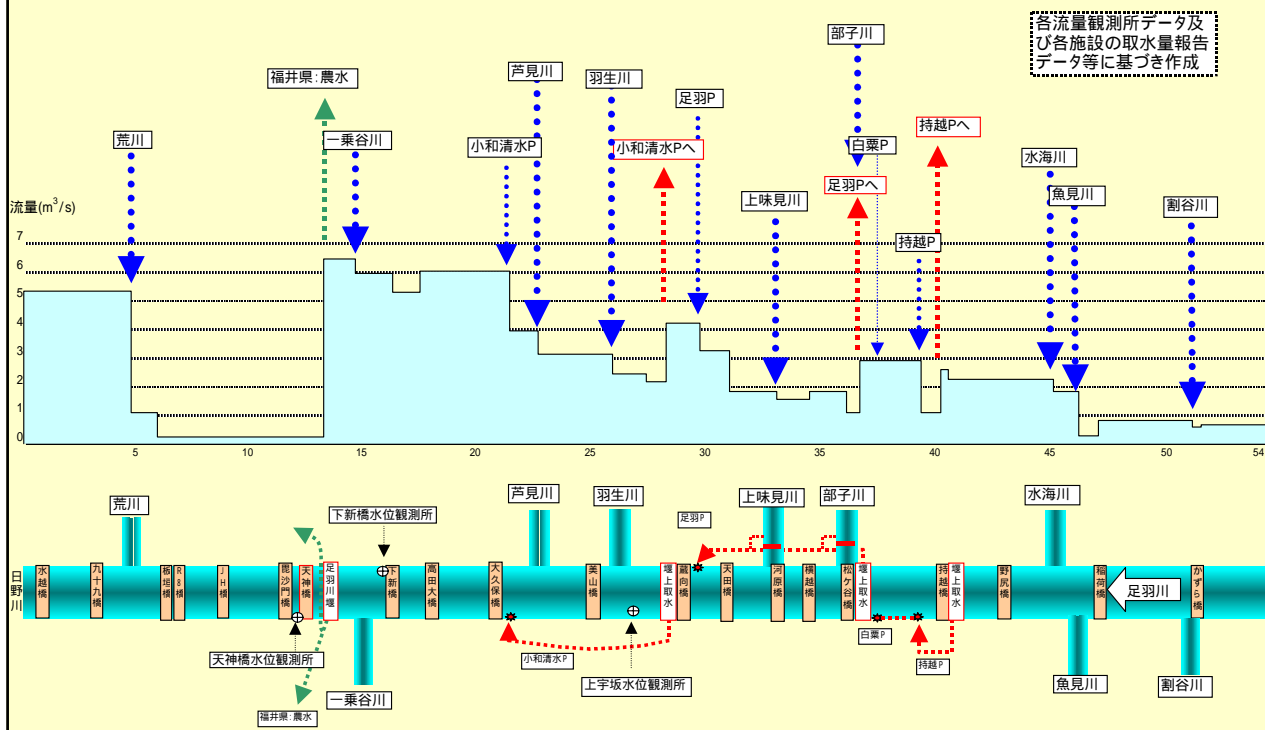 各流量観測所データ及
び各施設の取水量報告
データ等に基づき作成
部子川
芦見川
羽生川
福井県:農水
足羽P
荒川
一乗谷川
小和清水P
小和清水Pへ
白粟P
持越Pへ
水海川
魚見川
割谷川
上味見川
足羽Pへ
持越P
流量(m³/s)
7
6
5
4
3
2
1
0
5
10
15
20
25
30
35
40
45
50
54
荒川
下新橋水位観測所
芦見川
羽生川
足羽P
上味見川
部子川
水海川
日野川
水越橋
九十九橋
板垣橋
R8橋
JH橋
毘沙門橋
天神橋
足羽川堰
下新橋
高田大橋
大久保橋
美山橋
堰上取水
蔵向橋
天田橋
河原橋
横越橋
松ケ谷橋
堰上取水
持越橋
堰上取水
野尻橋
稲荷橋
足羽川
かずら橋
天神橋水位観測所
福井県:農水
一乗谷川
小和清水P
上宇坂水位観測所
白粟P
持越P
魚見川
割谷川